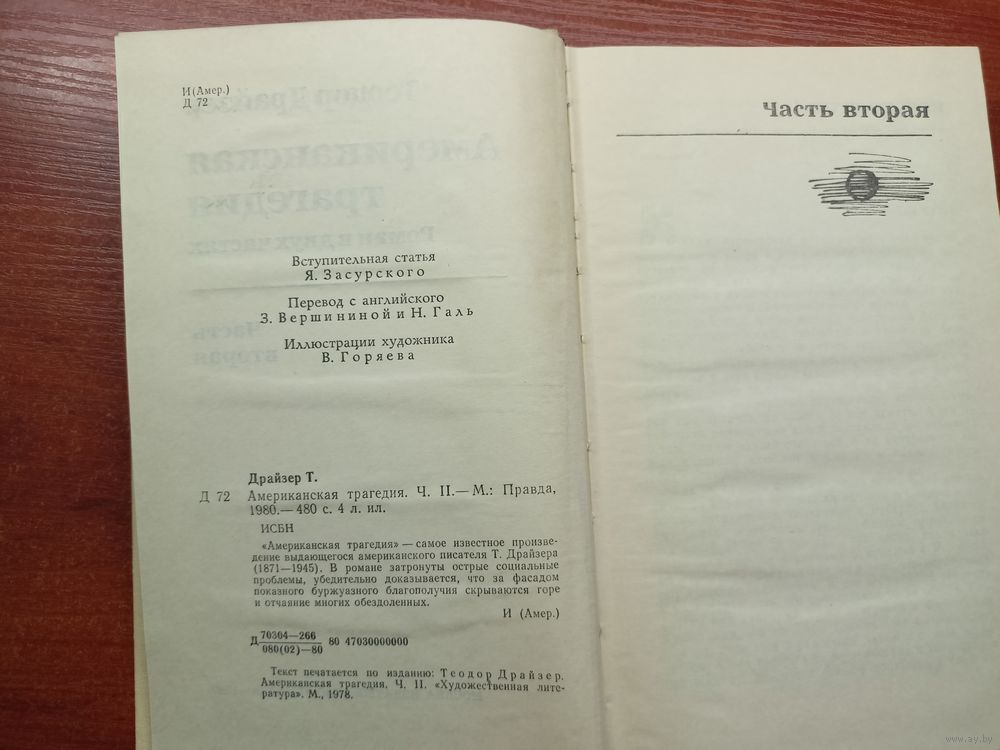 И(Амер.)
Д 72
Вступительная статья
Я. Засурского
Перевод с английского
З. Вершининой и Н. Галь
Иллюстрации художника
В. Горяева
Драйзер Т.
Д 72 Американская трагедия. Ч. II.— М.: Правда,
1980.— 480 с. 4 л. ил.
ИСБН
«Американская трагедия» — самое известное произве-
дение выдающегося американского писателя Т. Драйзера
(1871—1945). В романе затронуты острые социальные
проблемы, убедительно доказывается, что за фасадом
показного буржуазного благополучия скрываются горе
и отчаяние многих обездоленных.
И (Амер.)
Д 70304—266
080(02)—80 80 47030000000
Текст печатается по изданию: Теодор Драйзер.
Американская трагедия. Ч. II. «Художественная лите-
ратура». М., 1978.
Часть вторая
www.ay.by